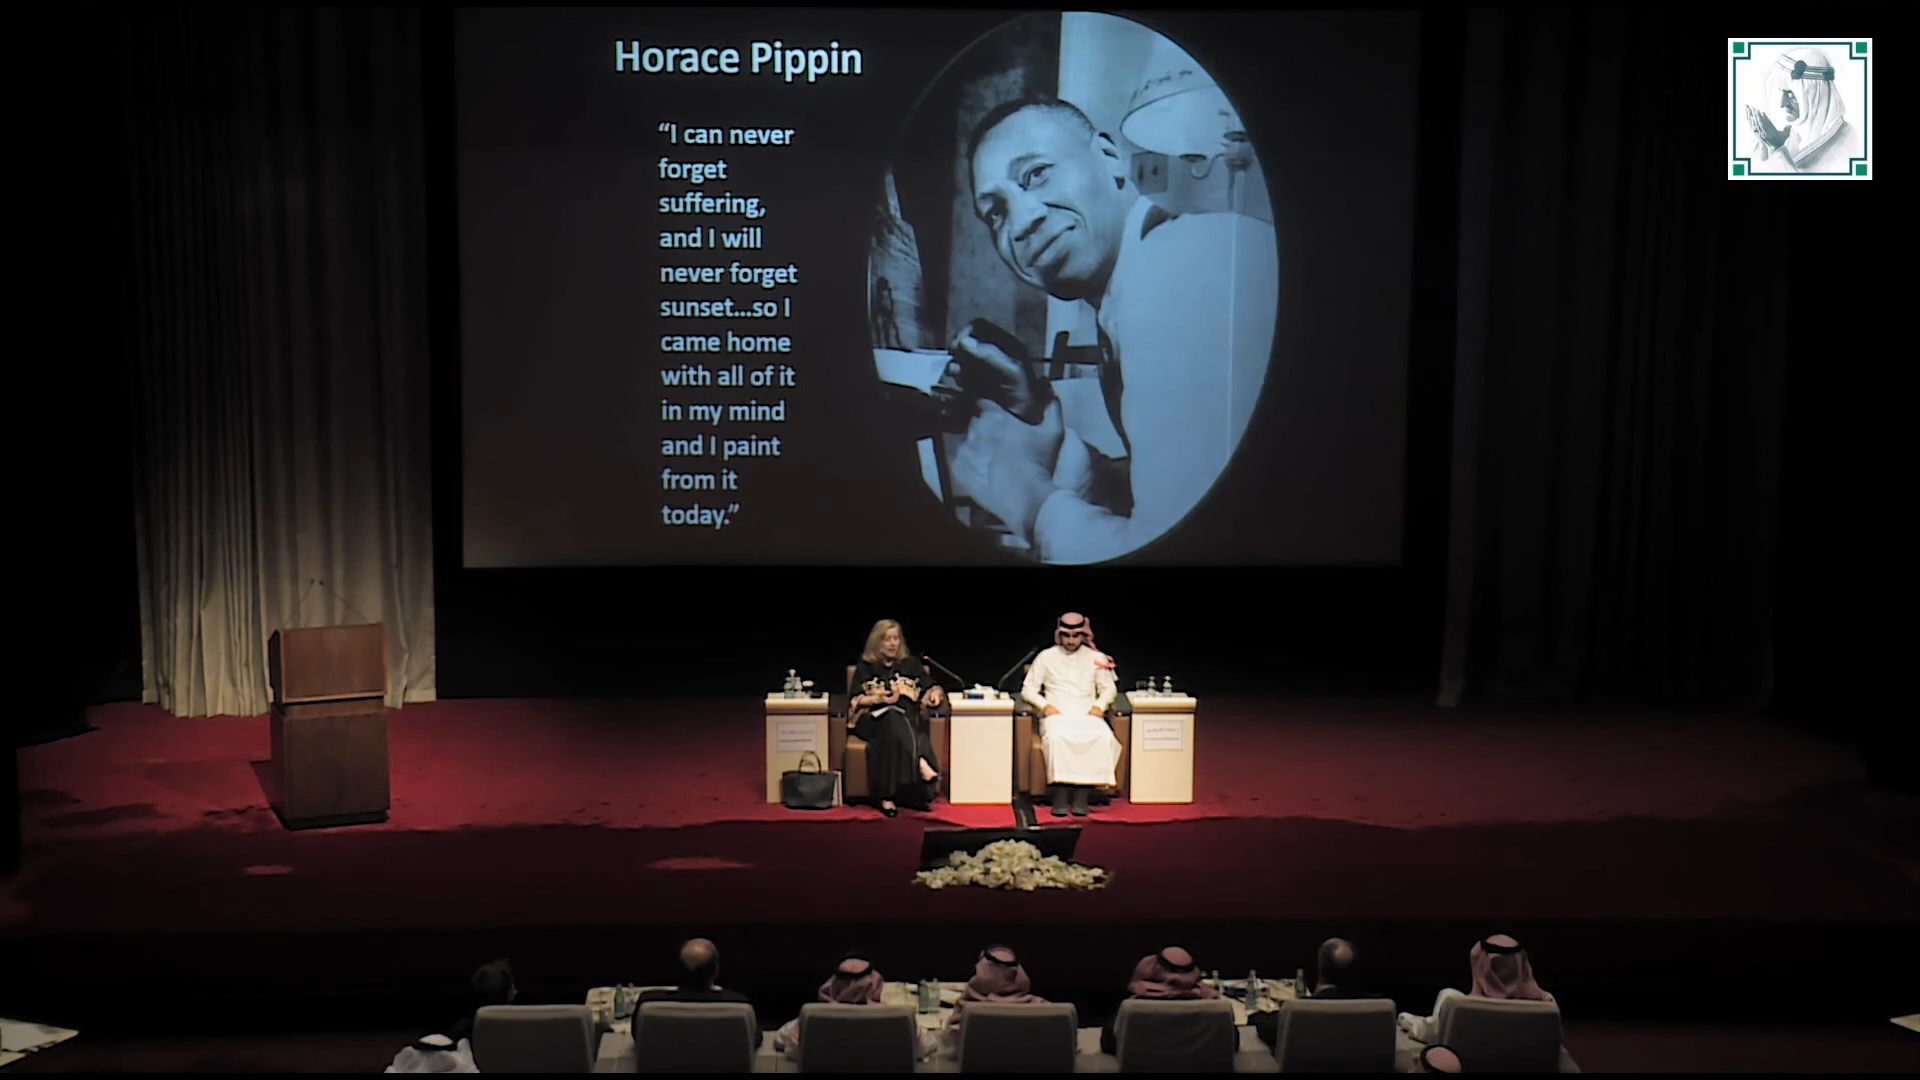 Horace Pippin
“I can never
forget
suffering,
and I will
never forget
sunset...so I
came home
with all of it
in my mind
and I paint
from it
today.”